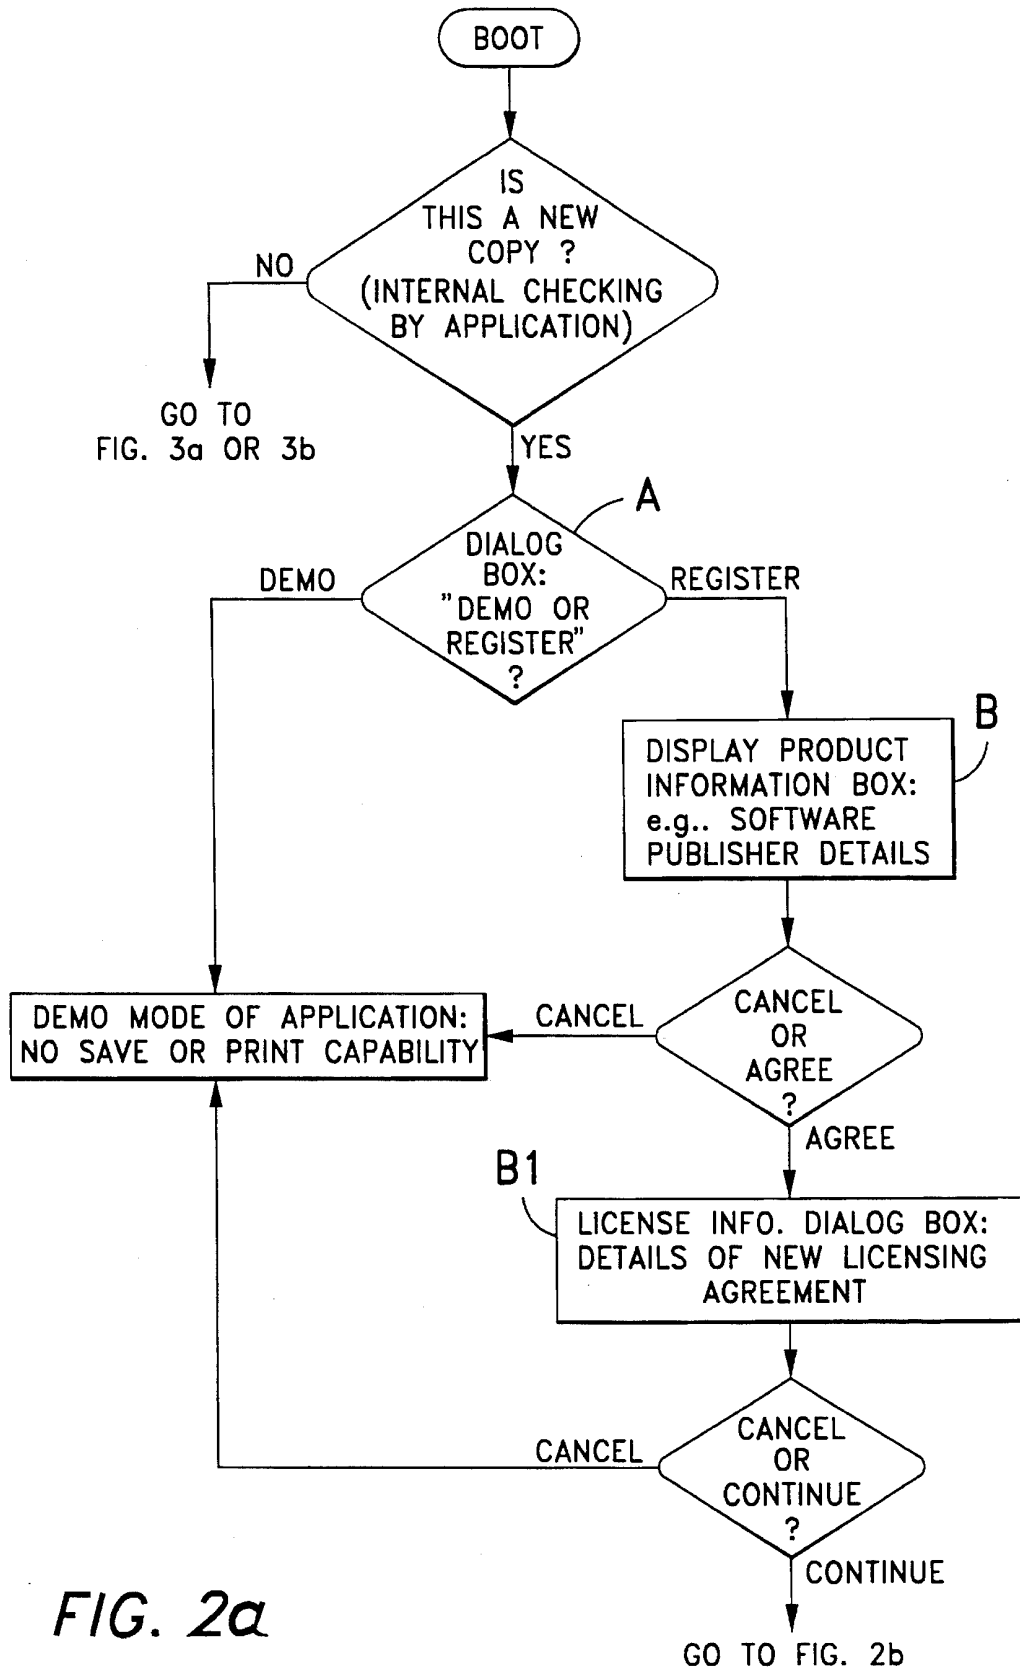 BOOT
IS
THIS A NEW
COPY ?
(INTERNAL CHECKING
BY APPLICATION)
NO
GO TO
FIG. 3a OR 3b
YES
A
DIALOG
BOX:
"DEMO OR
REGISTER"
?
DEMO
REGISTER
B
DISPLAY PRODUCT
INFORMATION BOX:
e.g.. SOFTWARE
PUBLISHER DETAILS
DEMO MODE OF APPLICATION:
NO SAVE OR PRINT CAPABILITY
CANCEL
CANCEL
OR
AGREE
?
AGREE
B1
LICENSE INFO. DIALOG BOX:
DETAILS OF NEW LICENSING
AGREEMENT
CANCEL
CANCEL
OR
CONTINUE
?
CONTINUE
GO TO FIG. 2b
FIG. 2a